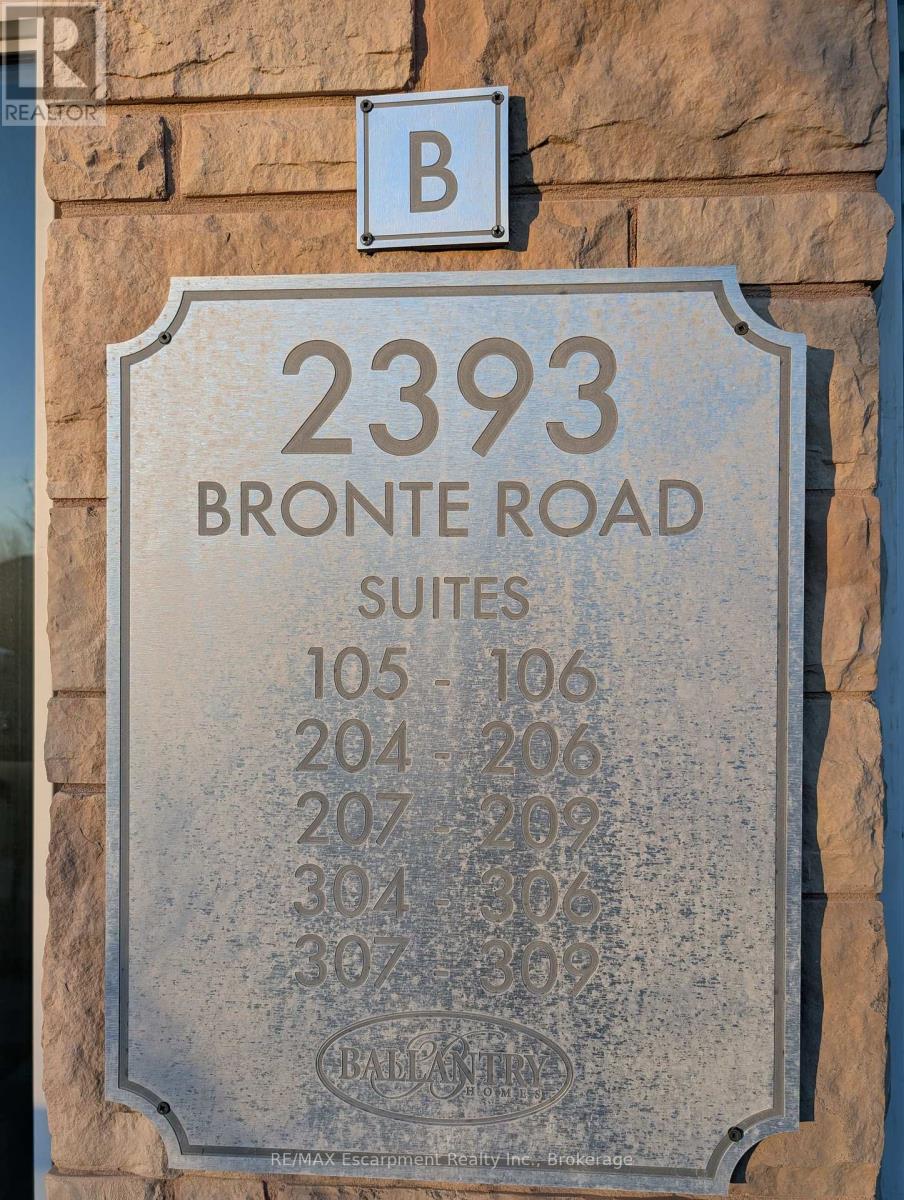 R
REALTOR
B
2393
BRONTE ROAD
SUITES
105 - 106
204 - 206
207 - 209
304 - 306
307 - 309
BALLANTRY
HOMES
RE/MAX Escarpment Realty Inc., Brokerage